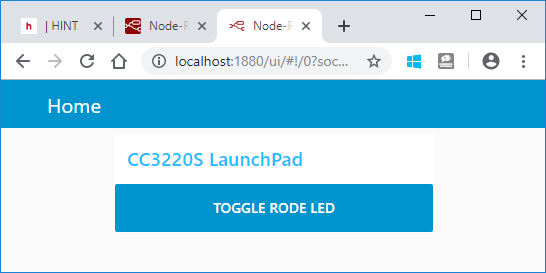 h | HINT
Node-R
Node-R
localhost:1880/ui/#!/0?soc...
Home
CC3220S LaunchPad
TOGGLE RODE LED